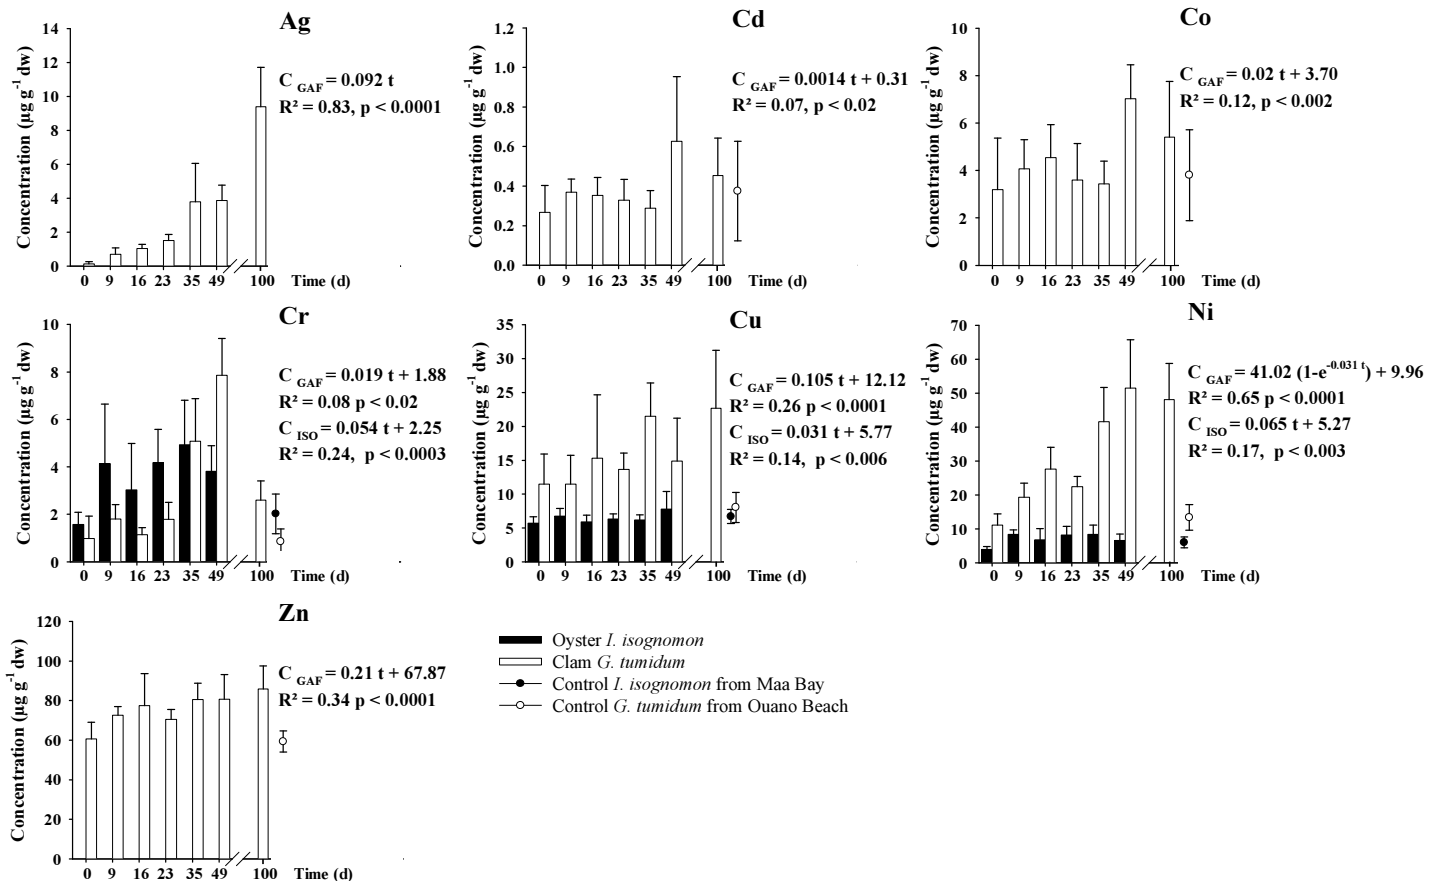 Ag
Concentration (µg g-1 dw)
14
12
10
8
6
4
2
0
C GAF = 0.092 t
R² = 0.83, p < 0.0001
0 9 16 23 35 49 100 Time (d)
Cd
Concentration (µg g-1 dw)
1.2
1.0
0.8
0.6
0.4
0.2
0.0
C GAF = 0.0014 t + 0.31
R² = 0.07, p < 0.02
0 9 16 23 35 49 100 Time (d)
Co
Concentration (µg g-1 dw)
10
8
6
4
2
0
C GAF = 0.02 t + 3.70
R² = 0.12, p < 0.002
0 9 16 23 35 49 100 Time (d)
Cr
Concentration (µg g-1 dw)
10
8
6
4
2
0
C GAF = 0.019 t + 1.88
R² = 0.08 p < 0.02
C ISO = 0.054 t + 2.25
R² = 0.24, p < 0.0003
0 9 16 23 35 49 100 Time (d)
Cu
Concentration (µg g-1 dw)
35
30
25
20
15
10
5
0
C GAF = 0.105 t + 12.12
R² = 0.26 p < 0.0001
C ISO = 0.031 t + 5.77
R² = 0.14, p < 0.006
0 9 16 23 35 49 100 Time (d)
Ni
Concentration (µg g-1 dw)
70
60
50
40
30
20
10
0
C GAF = 41.02 (1-e-0.031 t) + 9.96
R² = 0.65 p < 0.0001
C ISO = 0.065 t + 5.27
R² = 0.17, p < 0.003
0 9 16 23 35 49 100 Time (d)
Zn
Concentration (µg g-1 dw)
120
100
80
60
40
20
0
C GAF = 0.21 t + 67.87
R² = 0.34 p < 0.0001
0 9 16 23 35 49 100 Time (d)
Oyster I. isognomon
Clam G. tumidum
Control I. isognomon from Maa Bay
Control G. tumidum from Ouano Beach